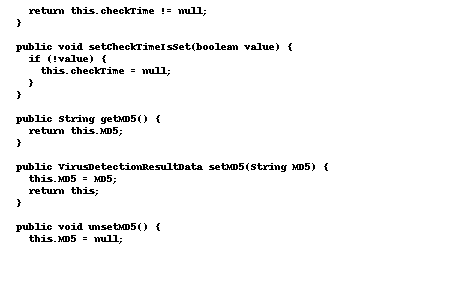 return this.checkTime != null;
}
public void setCheckTimeIsSet(boolean value) {
if (!value) {
this.checkTime = null;
}
}
public String getMD5() {
return this.MD5;
}
public VirusDetectionResultData setMD5(String MD5) {
this.MD5 = MD5;
return this;
}
public void unsetMD5() {
this.MD5 = null;